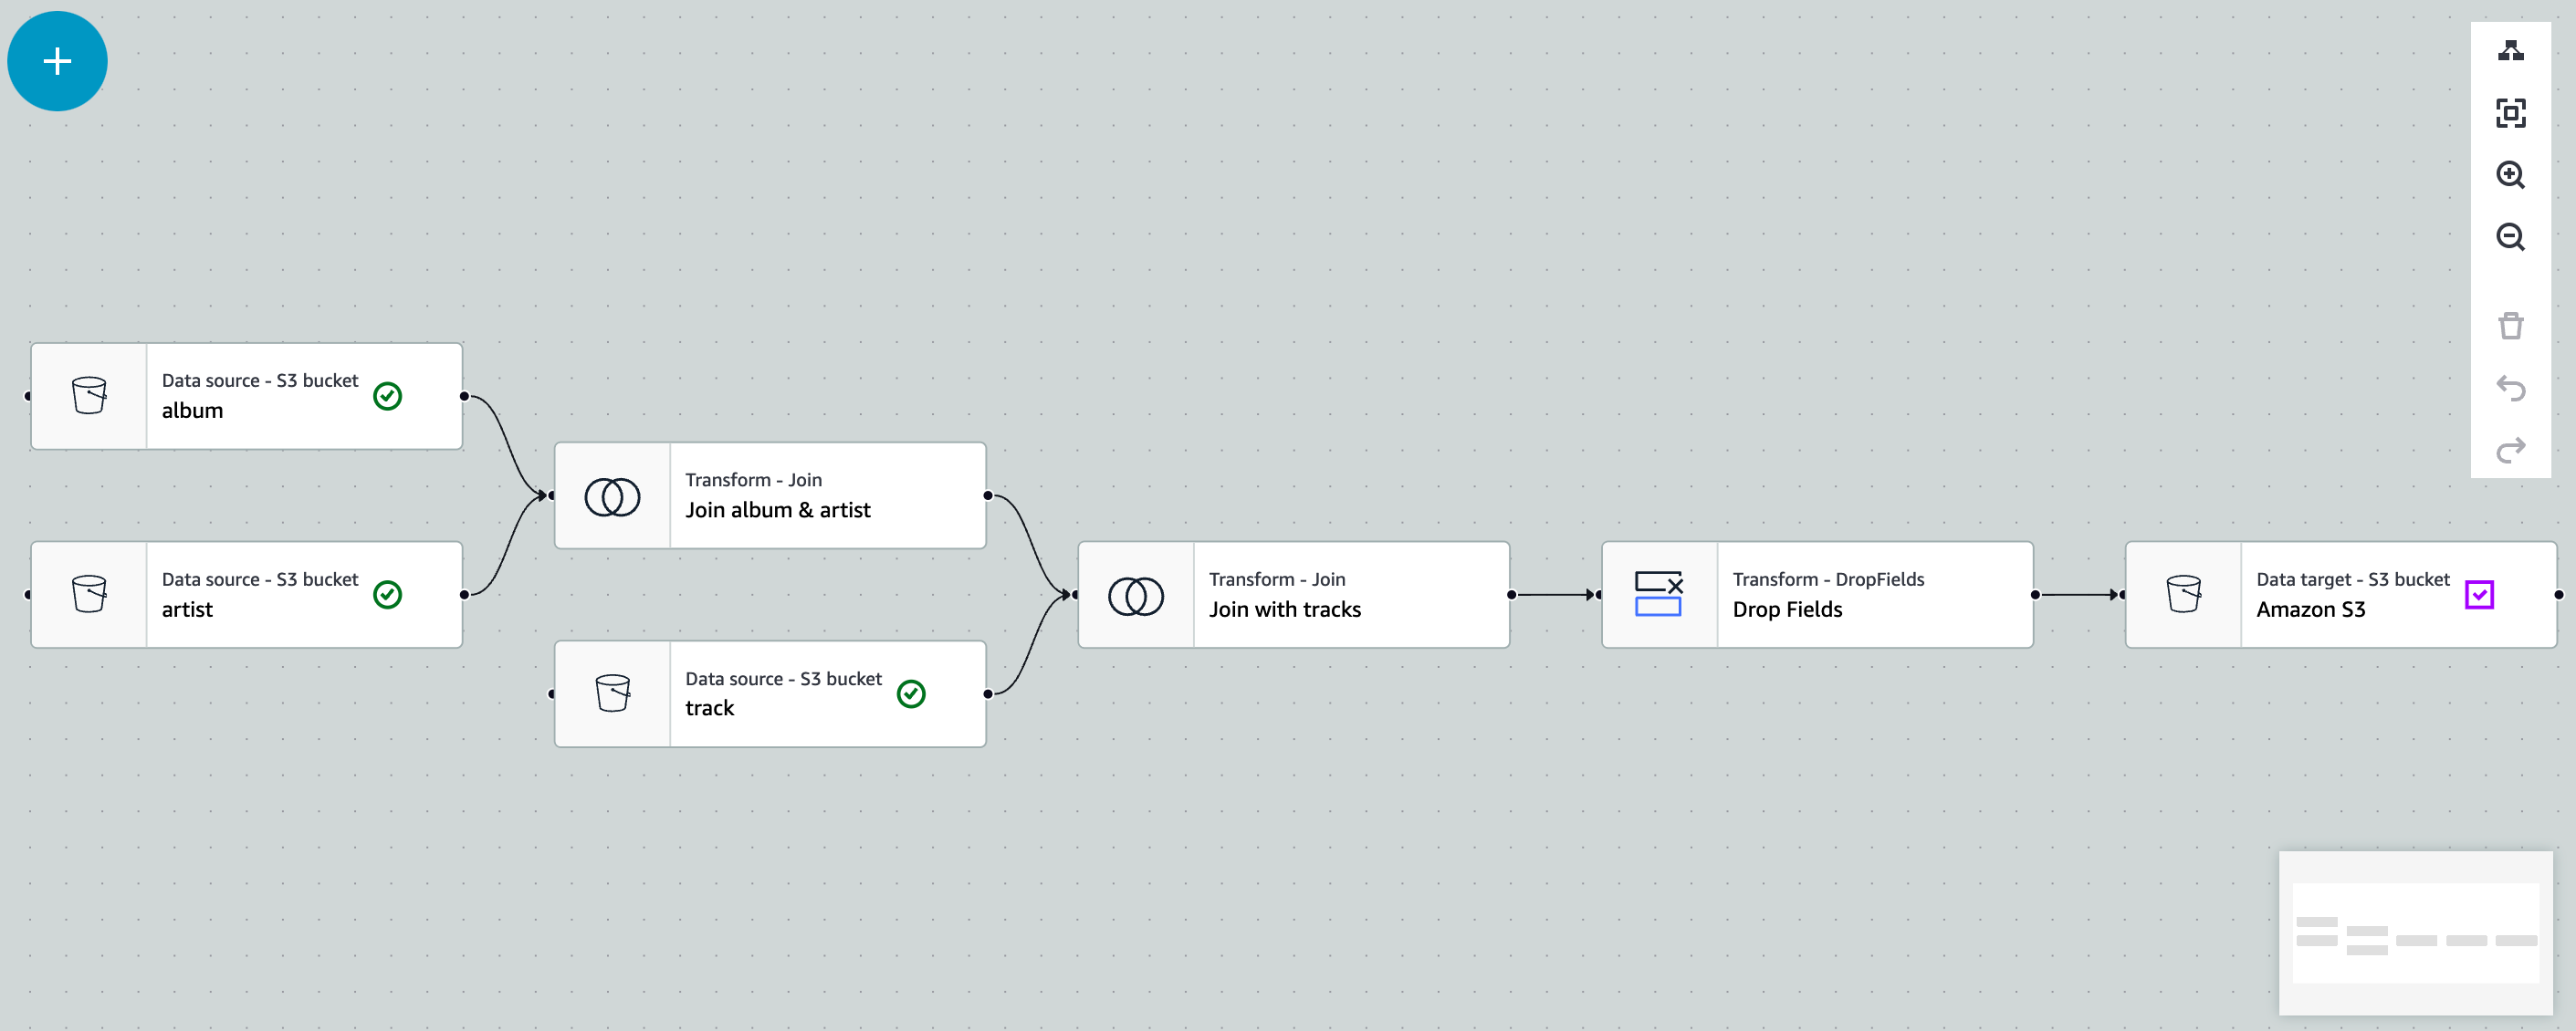 Data source - S3 bucket
album
Data source - S3 bucket
artist
Transform - Join
Join album & artist
Data source - S3 bucket
track
Transform - Join
Join with tracks
Transform - DropFields
Drop Fields
Data target - S3 bucket
Amazon S3